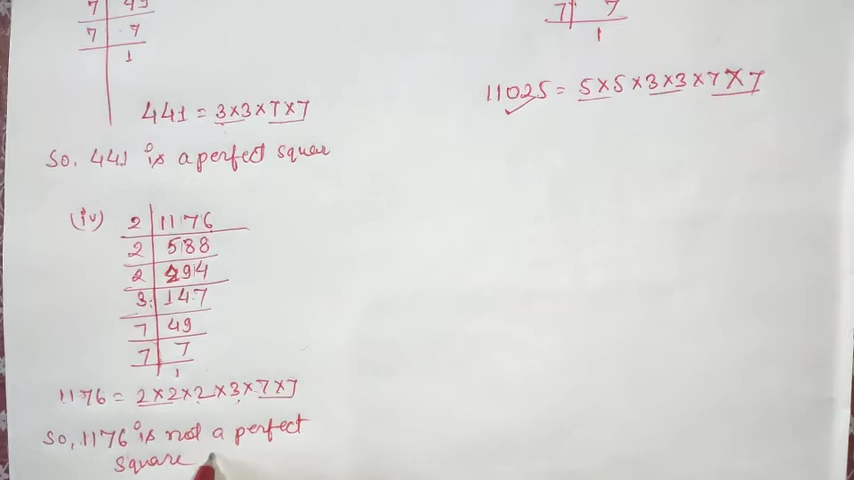 7 | 49
7 | 7
1
441 = 3×3×7×7
So, 441 is a perfect squar
(iv) 2 | 1176
2 | 588
2 | 294
3 | 147
7 | 49
7 | 7
1
1176 = 2×2×2×3×7×7
So, 1176 is not a perfect
square
7 | 7
1
11025 = 5×5×3×3×7×7